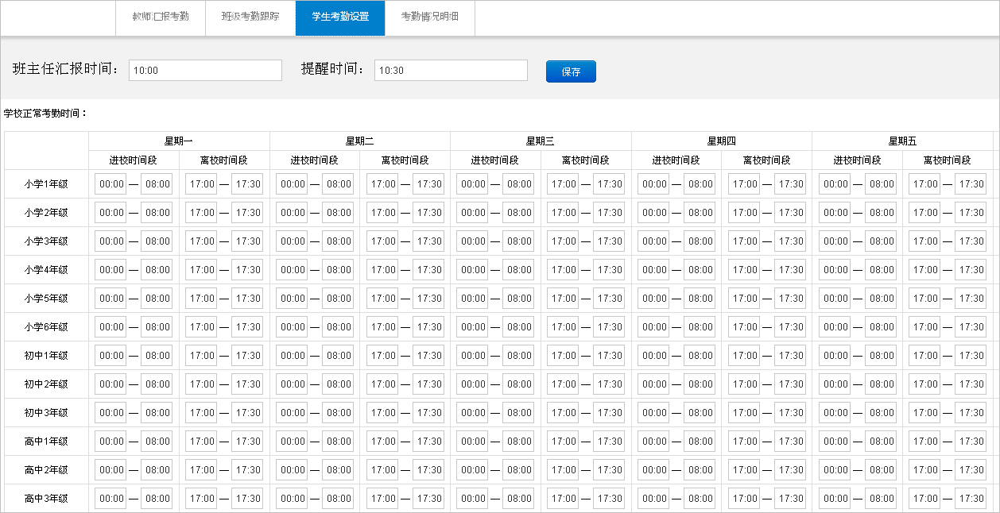 教师汇报考勤 班级考勤跟踪 学生考勤设置 考勤情况明细
班主任汇报时间： 10:00 提醒时间： 10:30 保存
学校正常考勤时间：
星期一 星期二 星期三 星期四 星期五
进校时间段 离校时间段 进校时间段 离校时间段 进校时间段 离校时间段 进校时间段 离校时间段 进校时间段 离校时间段
小学1年级 00:00 — 08:00 17:00 — 17:30 00:00 — 08:00 17:00 — 17:30 00:00 — 08:00 17:00 — 17:30 00:00 — 08:00 17:00 — 17:30 00:00 — 08:00 17:00 — 17:30
小学2年级 00:00 — 08:00 17:00 — 17:30 00:00 — 08:00 17:00 — 17:30 00:00 — 08:00 17:00 — 17:30 00:00 — 08:00 17:00 — 17:30 00:00 — 08:00 17:00 — 17:30
小学3年级 00:00 — 08:00 17:00 — 17:30 00:00 — 08:00 17:00 — 17:30 00:00 — 08:00 17:00 — 17:30 00:00 — 08:00 17:00 — 17:30 00:00 — 08:00 17:00 — 17:30
小学4年级 00:00 — 08:00 17:00 — 17:30 00:00 — 08:00 17:00 — 17:30 00:00 — 08:00 17:00 — 17:30 00:00 — 08:00 17:00 — 17:30 00:00 — 08:00 17:00 — 17:30
小学5年级 00:00 — 08:00 17:00 — 17:30 00:00 — 08:00 17:00 — 17:30 00:00 — 08:00 17:00 — 17:30 00:00 — 08:00 17:00 — 17:30 00:00 — 08:00 17:00 — 17:30
小学6年级 00:00 — 08:00 17:00 — 17:30 00:00 — 08:00 17:00 — 17:30 00:00 — 08:00 17:00 — 17:30 00:00 — 08:00 17:00 — 17:30 00:00 — 08:00 17:00 — 17:30
初中1年级 00:00 — 08:00 17:00 — 17:30 00:00 — 08:00 17:00 — 17:30 00:00 — 08:00 17:00 — 17:30 00:00 — 08:00 17:00 — 17:30 00:00 — 08:00 17:00 — 17:30
初中2年级 00:00 — 08:00 17:00 — 17:30 00:00 — 08:00 17:00 — 17:30 00:00 — 08:00 17:00 — 17:30 00:00 — 08:00 17:00 — 17:30 00:00 — 08:00 17:00 — 17:30
初中3年级 00:00 — 08:00 17:00 — 17:30 00:00 — 08:00 17:00 — 17:30 00:00 — 08:00 17:00 — 17:30 00:00 — 08:00 17:00 — 17:30 00:00 — 08:00 17:00 — 17:30
高中1年级 00:00 — 08:00 17:00 — 17:30 00:00 — 08:00 17:00 — 17:30 00:00 — 08:00 17:00 — 17:30 00:00 — 08:00 17:00 — 17:30 00:00 — 08:00 17:00 — 17:30
高中2年级 00:00 — 08:00 17:00 — 17:30 00:00 — 08:00 17:00 — 17:30 00:00 — 08:00 17:00 — 17:30 00:00 — 08:00 17:00 — 17:30 00:00 — 08:00 17:00 — 17:30
高中3年级 00:00 — 08:00 17:00 — 17:30 00:00 — 08:00 17:00 — 17:30 00:00 — 08:00 17:00 — 17:30 00:00 — 08:00 17:00 — 17:30 00:00 — 08:00 17:00 — 17:30